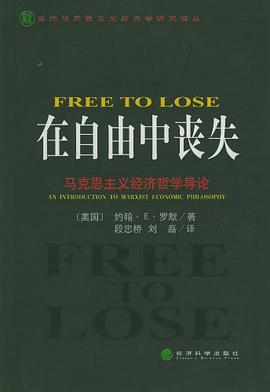 当代马克思主义经济学研究译丛
FREE TO LOSE
在自由中丧失
马克思主义经济哲学导论
AN INTRODUCTION TO MARXIST ECONOMIC PHILOSOPHY
〔美国〕 约翰·E·罗默/著
段忠桥 刘 磊/译
FREE
TO
LOSE
经济科学出版社